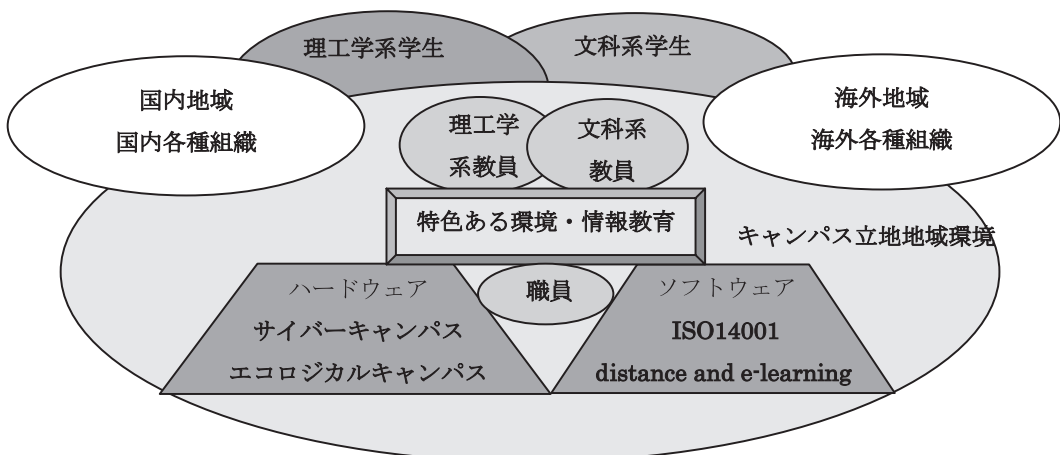 理工学系学生
文科系学生
国内地域
国内各種組織
海外地域
海外各種組織
理工学
系教員
文科系
教員
特色ある環境・情報教育
キャンパス立地地域環境
ハードウェア
サイバーキャンパス
エコロジカルキャンパス
職員
ソフトウェア
ISO14001
distance and e-learning